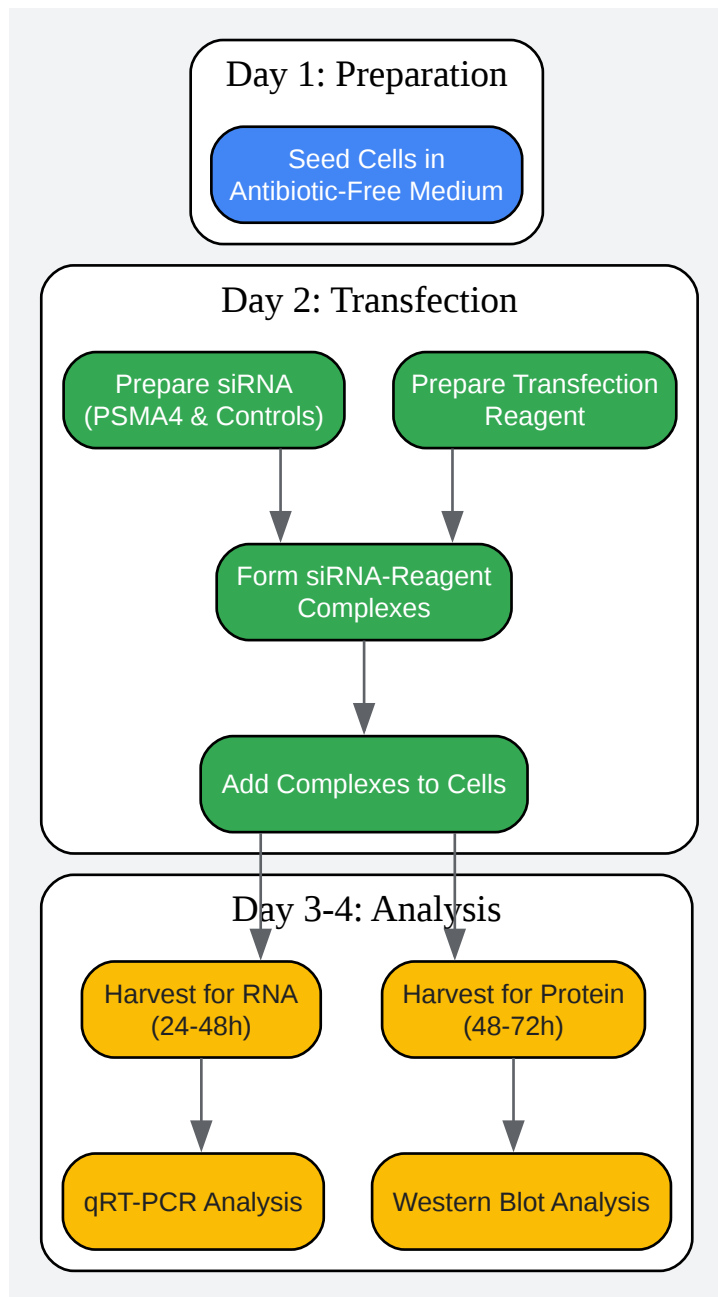 Day 1: Preparation
Seed Cells in
Antibiotic-Free Medium
Day 2: Transfection
Prepare siRNA
(PSMA4 & Controls)
Prepare Transfection
Reagent
Form siRNA-Reagent
Complexes
Add Complexes to Cells
Day 3-4: Analysis
Harvest for RNA
(24-48h)
Harvest for Protein
(48-72h)
qRT-PCR Analysis
Western Blot Analysis